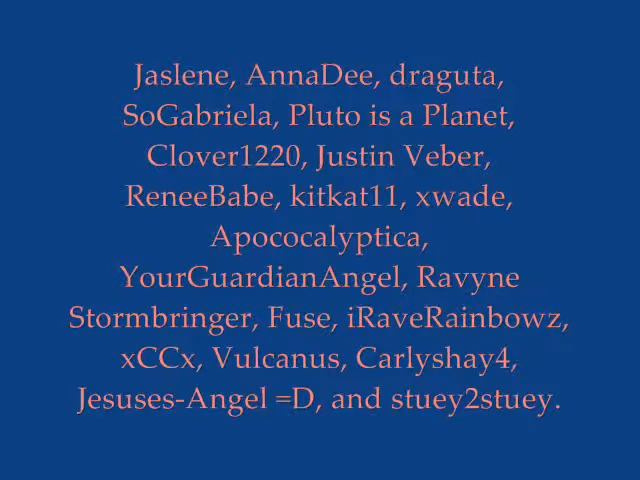 Jaslene, AnnaDee, draguta,
SoGabriela, Pluto is a Planet,
Clover1220, Justin Veber,
ReneeBabe, kitkat11, xwade,
Apococalyptica,
YourGuardianAngel, Ravyne
Stormbringer, Fuse, iRaveRainbowz,
xCCx, Vulcanus, Carlyshay4,
Jesuses-Angel =D, and stuey2stuey.